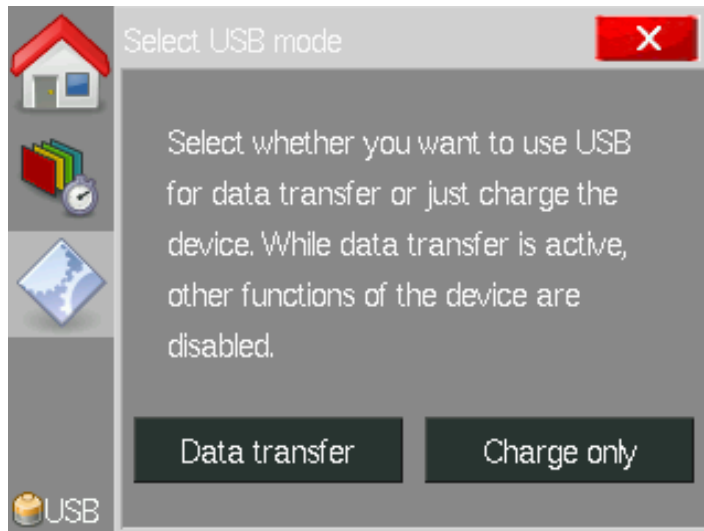 Select USB mode
X
Select whether you want to use USB
for data transfer or just charge the
device. While data transfer is active,
other functions of the device are
disabled.
Data transfer
Charge only
USB